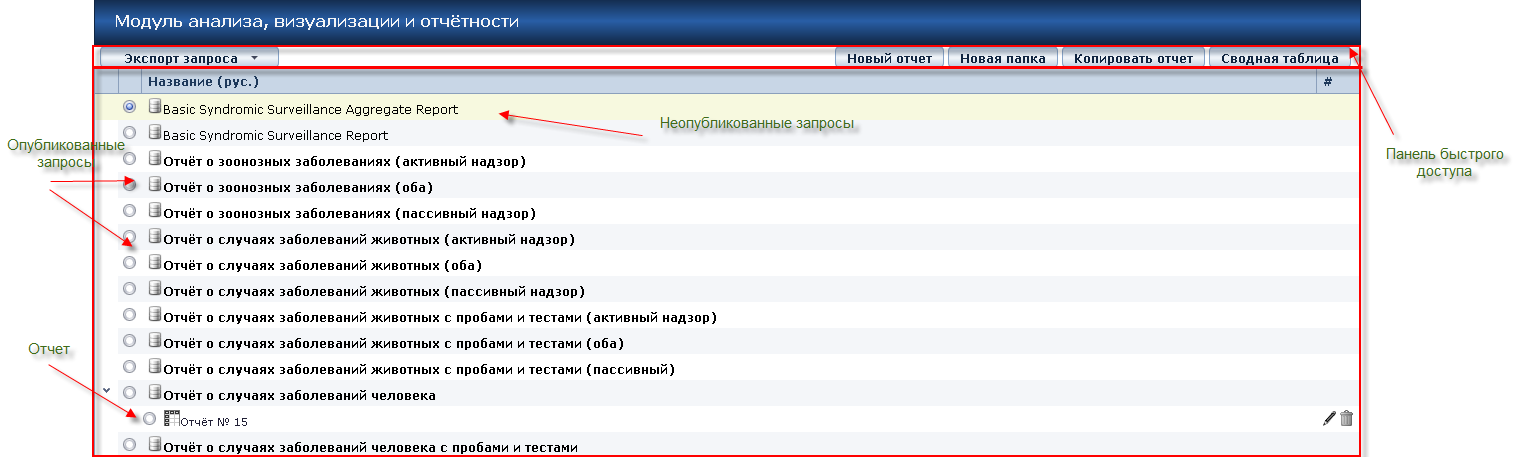 Модуль анализа, визуализации и отчётности
Экспорт запроса
Новый отчет
Новая папка
Копировать отчет
Сводная таблица
Название (рус.)
#
Basic Syndromic Surveillance Aggregate Report
Неопубликованные запросы
Basic Syndromic Surveillance Report
Опубликованные
запросы
Панель быстрого
доступа
Отчёт о зоонозных заболеваниях (активный надзор)
Отчёт о зоонозных заболеваниях (оба)
Отчёт о зоонозных заболеваниях (пассивный надзор)
Отчёт о случаях заболеваний животных (активный надзор)
Отчёт о случаях заболеваний животных (оба)
Отчёт о случаях заболеваний животных (пассивный надзор)
Отчёт о случаях заболеваний животных с пробами и тестами (активный надзор)
Отчёт о случаях заболеваний животных с пробами и тестами (оба)
Отчет
Отчёт о случаях заболеваний животных с пробами и тестами (пассивный)
Отчёт о случаях заболеваний человека
Отчёт № 15
Отчёт о случаях заболеваний человека с пробами и тестами